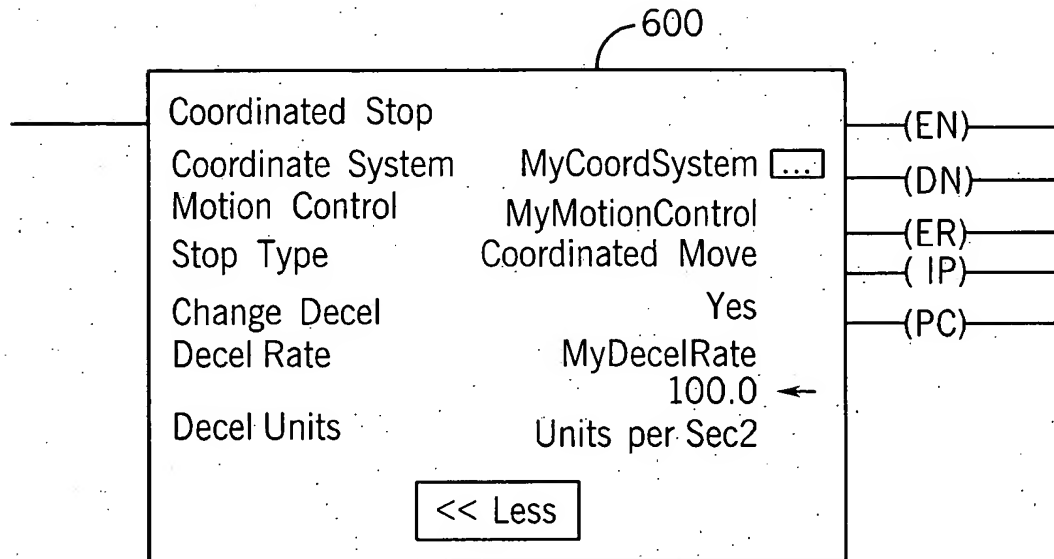 600
Coordinated Stop
(EN)
Coordinate System MyCoordSystem ...
(DN)
Motion Control MyMotionControl
(ER)
Stop Type Coordinated Move
(IP)
Change Decel Yes
(PC)
Decel Rate MyDecelRate
100.0
Decel Units Units per Sec2
<< Less